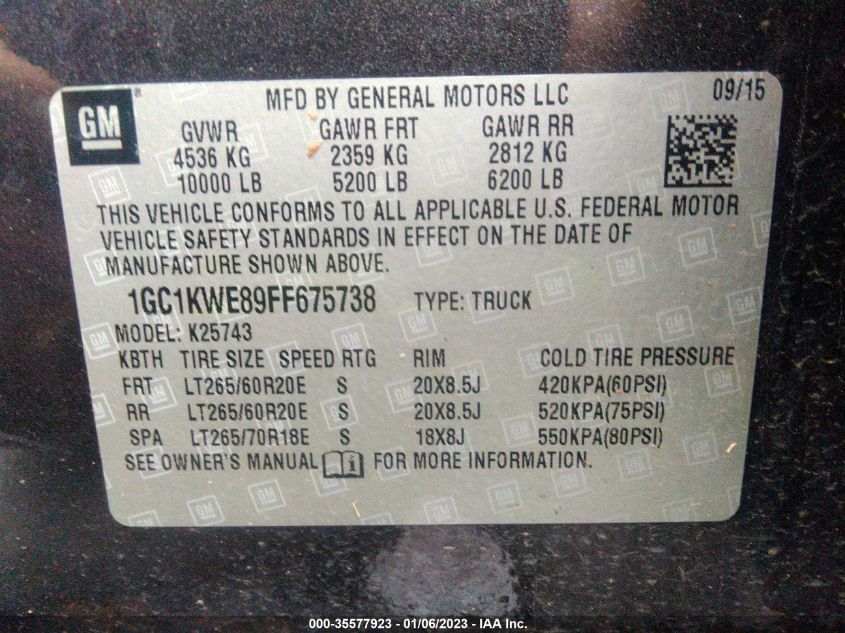 GM ®
MFD BY GENERAL MOTORS LLC 09/15
GVWR GAWR FRT GAWR RR
4536 KG 2359 KG 2812 KG
10000 LB 5200 LB 6200 LB
THIS VEHICLE CONFORMS TO ALL APPLICABLE U.S. FEDERAL MOTOR
VEHICLE SAFETY STANDARDS IN EFFECT ON THE DATE OF
MANUFACTURE SHOWN ABOVE.
1GC1KWE89FF675738 TYPE: TRUCK
MODEL: K25743
KBTH TIRE SIZE SPEED RTG RIM COLD TIRE PRESSURE
FRT LT265/60R20E S 20X8.5J 420KPA(60PSI)
RR LT265/60R20E S 20X8.5J 520KPA(75PSI)
SPA LT265/70R18E S 18X8J 550KPA(80PSI)
SEE OWNER'S MANUAL FOR MORE INFORMATION.
000-35577923 - 01/06/2023 - IAA Inc.